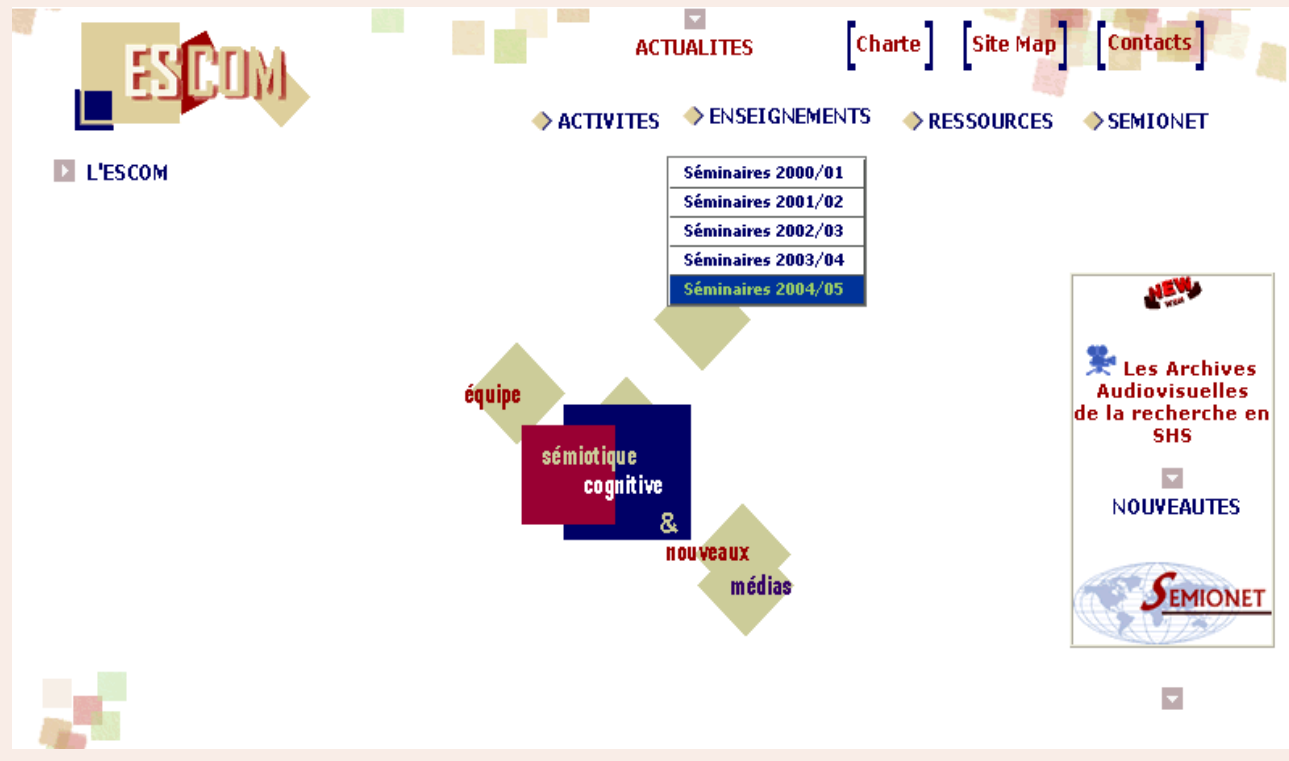 ESCOM
ACTUALITES
Charte
Site Map
Contacts
ACTIVITES
ENSEIGNEMENTS
RESSOURCES
SEMIONET
L'ESCOM
Séminaires 2000/01
Séminaires 2001/02
Séminaires 2002/03
Séminaires 2003/04
Séminaires 2004/05
équipe
sémiotique
cognitive
&
nouveaux
médias
NEW
Les Archives
Audiovisuelles
de la recherche en
SHS
NOUVEAUTES
SEMIONET